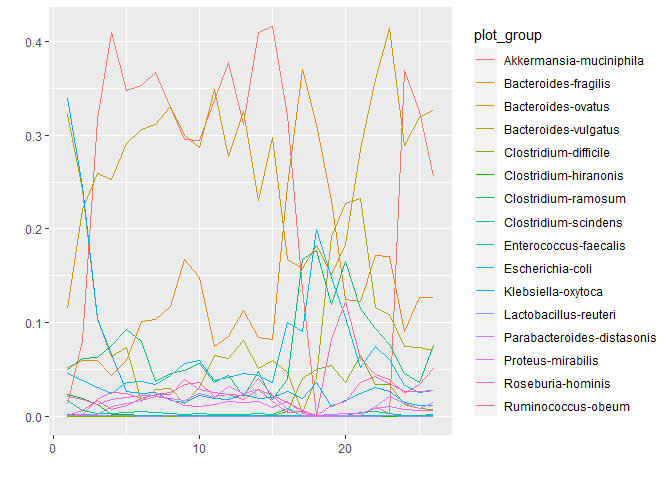 0.4
0.3
0.2
0.1
0.0
0
10
20
plot_group
Akkermansia-muciniphila
Bacteroides-fragilis
Bacteroides-ovatus
Bacteroides-vulgatus
Clostridium-difficile
Clostridium-hiranonis
Clostridium-ramosum
Clostridium-scindens
Enterococcus-faecalis
Escherichia-coli
Klebsiella-oxytoca
Lactobacillus-reuteri
Parabacteroides-distasonis
Proteus-mirabilis
Roseburia-hominis
Ruminococcus-obeum